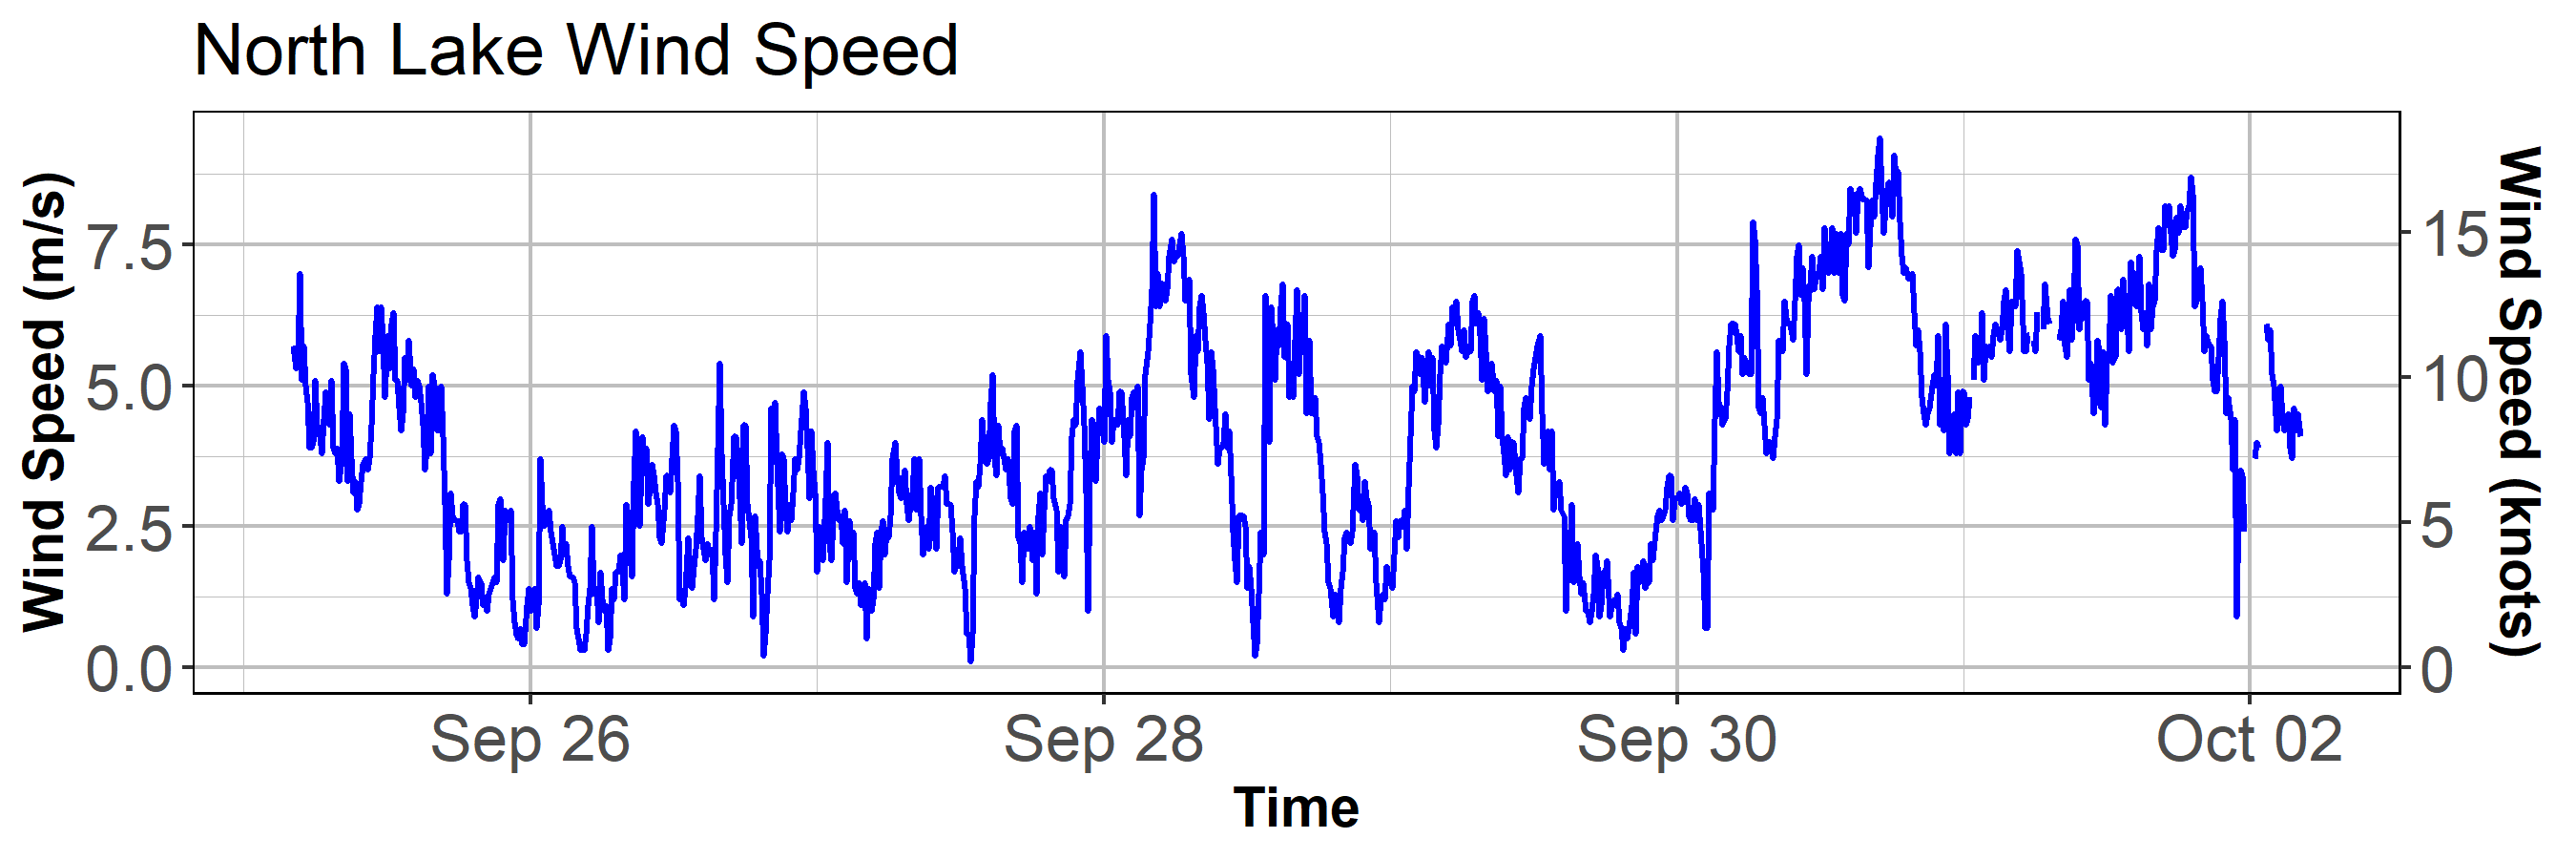 North Lake Wind Speed
Wind Speed (m/s)
7.5
5.0
2.5
0.0
Wind Speed (knots)
15
10
5
0
Sep 26
Sep 28
Sep 30
Oct 02
Time